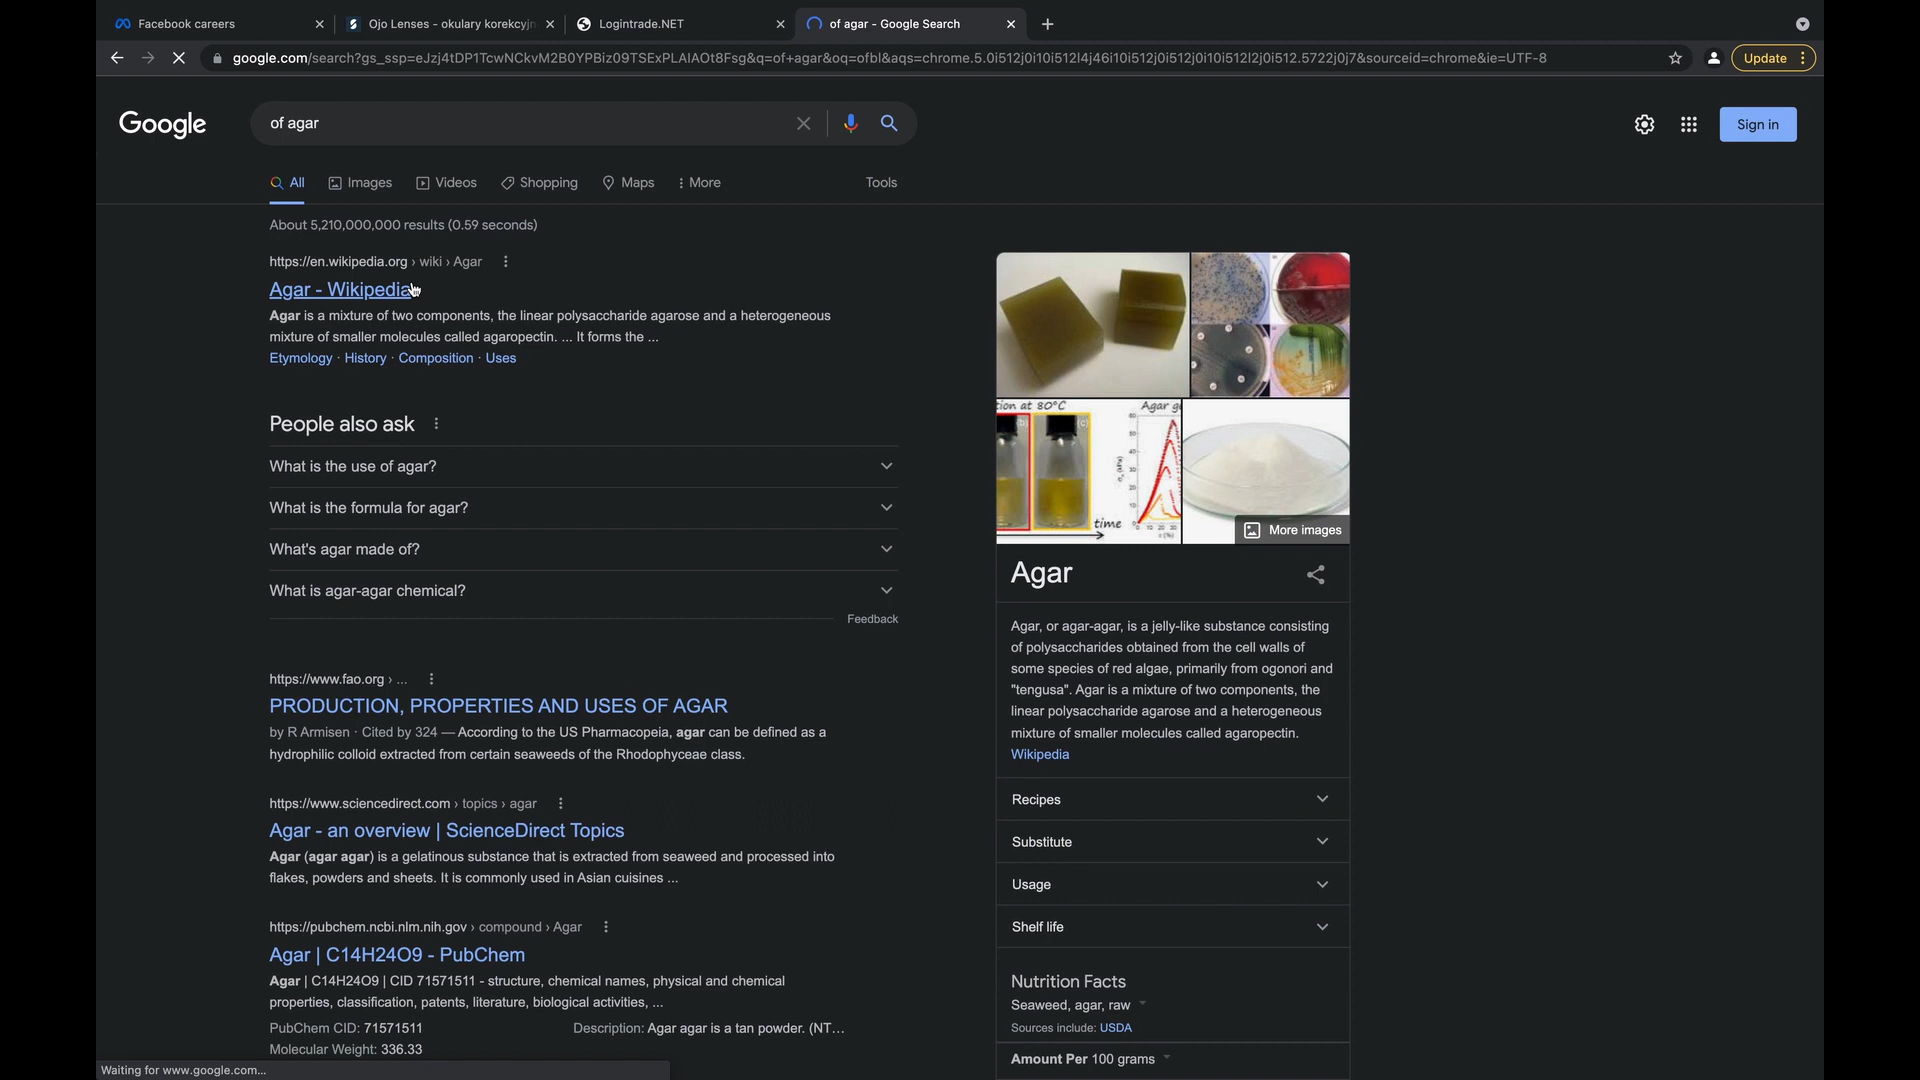 Facebook careers
Ojo Lenses - okulary korekcyjn
Logintrade.NET
of agar - Google Search
google.com/search?gs_ssp=eJzj4tDP1TcwNCkvM2B0YPBiz09TSExPLAIAOt8Fsg&q=of+agar&oq=ofbl&aqs=chrome.5.0i512j0i10i512l4j46i10i512j0i512j0i10i512l2j0i512.5722j0j7&sourceid=chrome&ie=UTF-8
Update
Google
of agar
Sign in
All
Images
Videos
Shopping
Maps
More
Tools
About 5,210,000,000 results (0.59 seconds)
https://en.wikipedia.org › wiki › Agar
Agar - Wikipedia
Agar is a mixture of two components, the linear polysaccharide agarose and a heterogeneous
mixture of smaller molecules called agaropectin. ... It forms the ...
Etymology · History · Composition · Uses
People also ask
What is the use of agar?
What is the formula for agar?
What's agar made of?
What is agar-agar chemical?
Feedback
https://www.fao.org › ...
PRODUCTION, PROPERTIES AND USES OF AGAR
by R Armisen · Cited by 324 — According to the US Pharmacopeia, agar can be defined as a
hydrophilic colloid extracted from certain seaweeds of the Rhodophyceae class.
https://www.sciencedirect.com › topics › agar
Agar - an overview | ScienceDirect Topics
Agar (agar agar) is a gelatinous substance that is extracted from seaweed and processed into
flakes, powders and sheets. It is commonly used in Asian cuisines ...
https://pubchem.ncbi.nlm.nih.gov › compound › Agar
Agar | C14H24O9 - PubChem
Agar | C14H24O9 | CID 71571511 - structure, chemical names, physical and chemical
properties, classification, patents, literature, biological activities, ...
PubChem CID: 71571511
Description: Agar agar is a tan powder. (NT...
Molecular Weight: 336.33
Waiting for www.google.com...
tion at 80°C
Agar ge
(b)
(c)
time
More images
Agar
Agar, or agar-agar, is a jelly-like substance consisting
of polysaccharides obtained from the cell walls of
some species of red algae, primarily from ogonori and
"tengusa". Agar is a mixture of two components, the
linear polysaccharide agarose and a heterogeneous
mixture of smaller molecules called agaropectin.
Wikipedia
Recipes
Substitute
Usage
Shelf life
Nutrition Facts
Seaweed, agar, raw
Sources include: USDA
Amount Per 100 grams